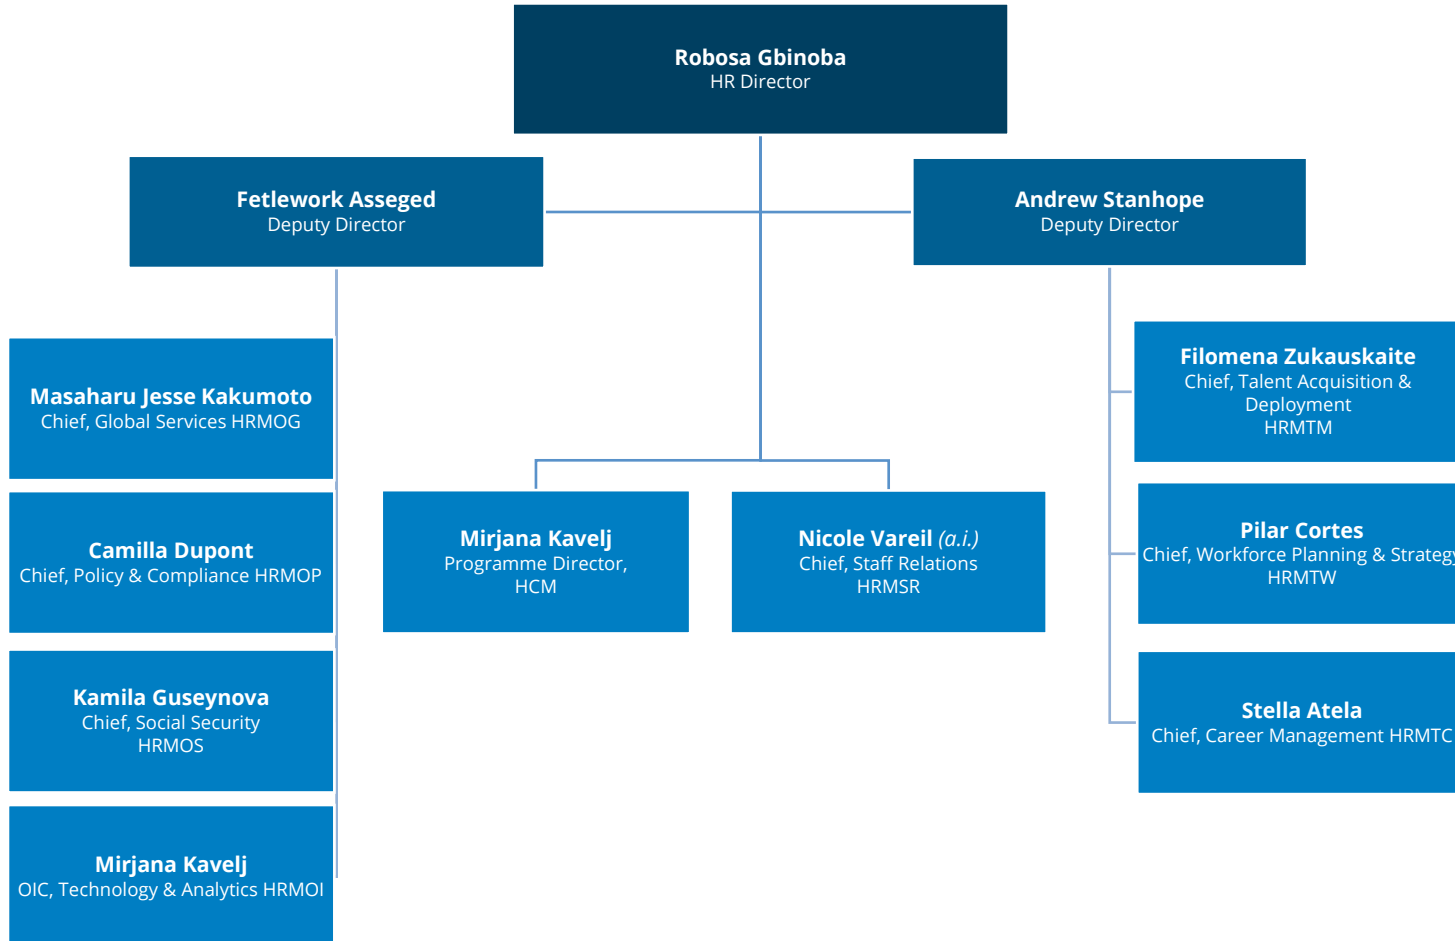 Robosa Gbinoba
HR Director
Fetlework Asseged
Deputy Director
Andrew Stanhope
Deputy Director
Masaharu Jesse Kakumoto
Chief, Global Services HRMOG
Camilla Dupont
Chief, Policy & Compliance HRMOP
Kamila Guseynova
Chief, Social Security
HRMOS
Mirjana Kavelj
OIC, Technology & Analytics HRMOI
Mirjana Kavelj
Programme Director,
HCM
Nicole Vareil (a.i.)
Chief, Staff Relations
HRMSR
Filomena Zukauskaite
Chief, Talent Acquisition &
Deployment
HRMTM
Pilar Cortes
Chief, Workforce Planning & Strategy
HRMTW
Stella Atela
Chief, Career Management HRMTC